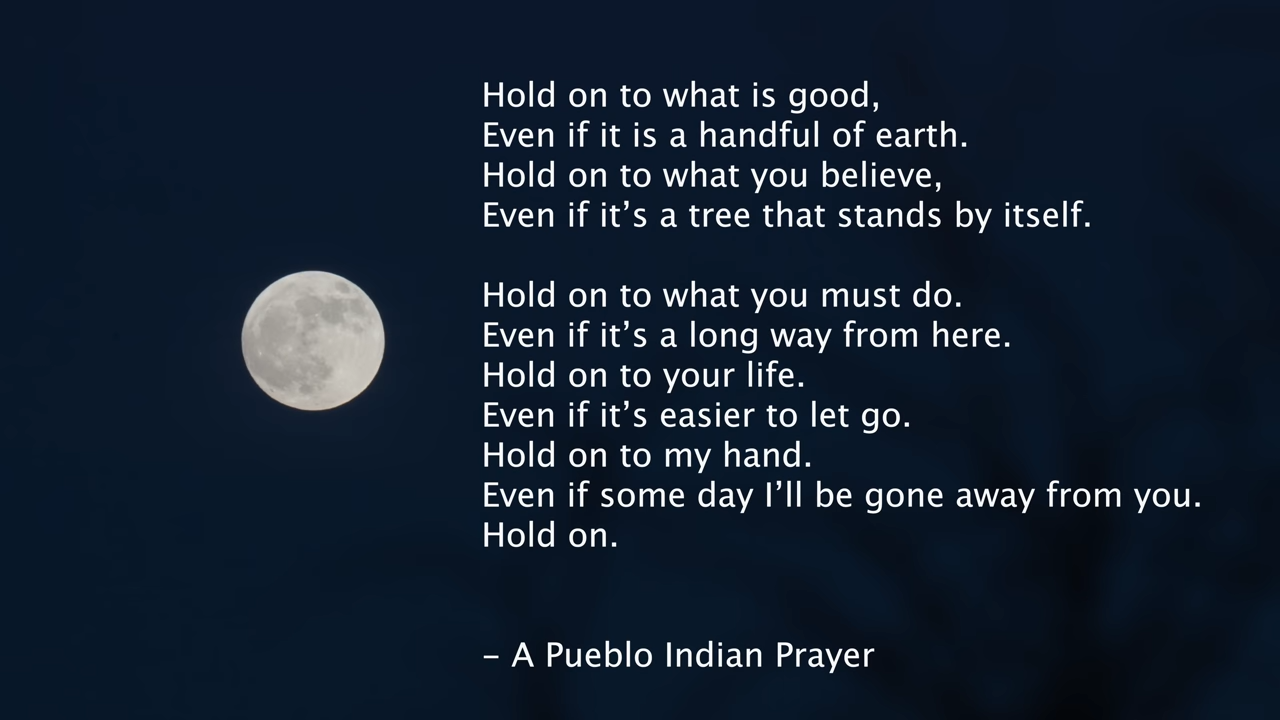 Hold on to what is good,
Even if it is a handful of earth.
Hold on to what you believe,
Even if it’s a tree that stands by itself.
Hold on to what you must do.
Even if it’s a long way from here.
Hold on to your life.
Even if it’s easier to let go.
Hold on to my hand.
Even if some day I’ll be gone away from you.
Hold on.
– A Pueblo Indian Prayer